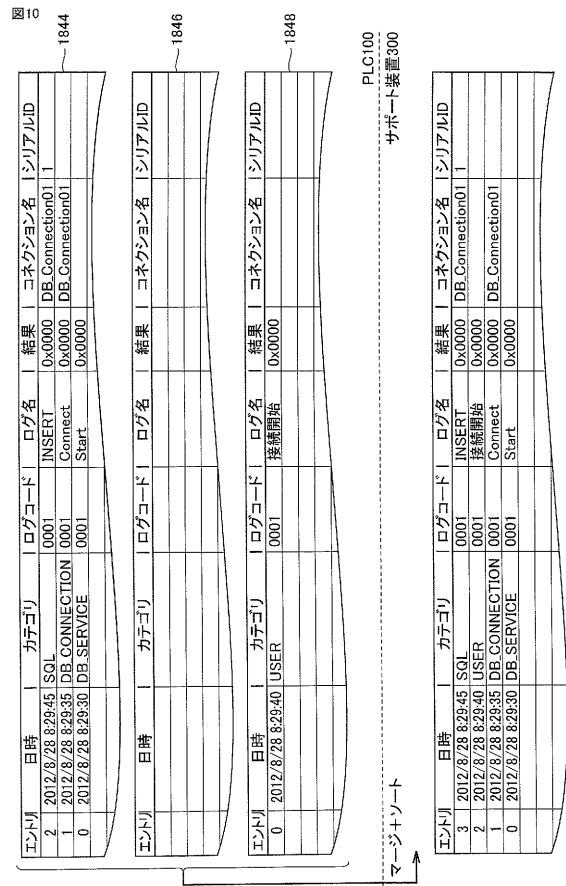 図10
エントリ | 日時 | カテゴリ | ログコード | ログ名 | 結果 | コネクション名 | シリアルID
2 2012/8/28 8:29:45 SQL 0001 INSERT 0x0000 DB_Connection01 1
1 2012/8/28 8:29:35 DB_CONNECTION 0001 Connect 0x0000 DB_Connection01
0 2012/8/28 8:29:30 DB_SERVICE 0001 Start 0x0000
1844
エントリ | 日時 | カテゴリ | ログコード | ログ名 | 結果 | コネクション名 | シリアルID
1846
エントリ | 日時 | カテゴリ | ログコード | ログ名 | 結果 | コネクション名 | シリアルID
0 2012/8/28 8:29:40 USER 0001 接続開始 0x0000
1848
PLC100
サポート装置300
マージ+ソート
エントリ | 日時 | カテゴリ | ログコード | ログ名 | 結果 | コネクション名 | シリアルID
3 2012/8/28 8:29:45 SQL 0001 INSERT 0x0000 DB_Connection01 1
2 2012/8/28 8:29:40 USER 0001 接続開始 0x0000
1 2012/8/28 8:29:35 DB_CONNECTION 0001 Connect 0x0000 DB_Connection01
0 2012/8/28 8:29:30 DB_SERVICE 0001 Start 0x0000